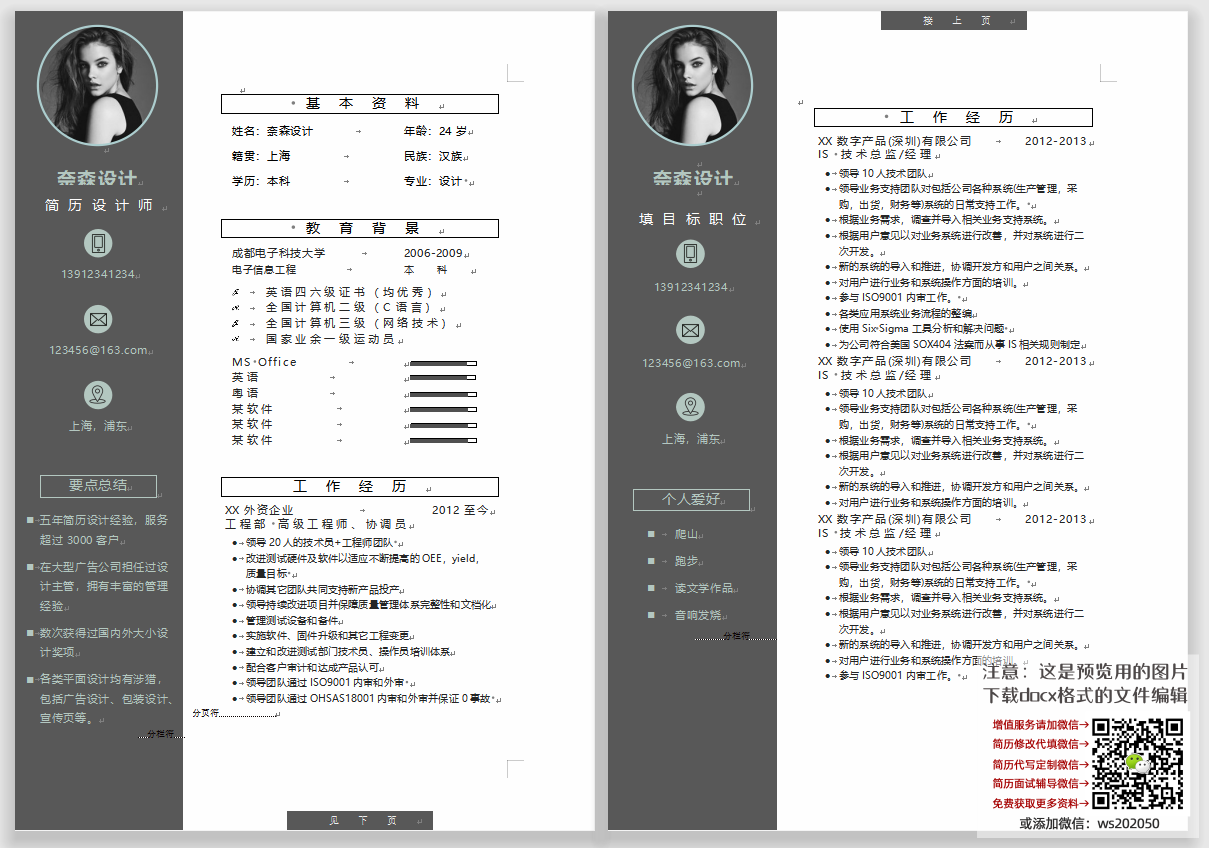 奈森设计
简历设计师
13912341234
123456@163.com
上海，浦东
要点总结
五年简历设计经验，服务
超过 3000 客户
在大型广告公司担任过设
计主管，拥有丰富的管理
经验
数次获得过国内外大小设
计奖项
各类平面设计均有涉猎，
包括广告设计、包装设计、
宣传页等。
分栏符
基本资料
姓名：奈森设计 年龄：24 岁
籍贯：上海 民族：汉族
学历：本科 专业：设计
教育背景
成都电子科技大学 2006-2009
电子信息工程 本 科
英语四六级证书（均优秀）
全国计算机二级（C 语言）
全国计算机三级（网络技术）
国家业余一级运动员
MS Office
英语
粤语
某软件
某软件
某软件
工作经历
XX 外资企业 2012 至今
工程部 高级工程师、协调员
领导 20 人的技术员+工程师团队
改进测试硬件及软件以适应不断提高的 OEE，yield，
质量目标
协调其它团队共同支持新产品投产
领导持续改进项目并保障质量管理体系完整性和文档化
管理测试设备和备件
实施软件、固件升级和其它工程变更
建立和改进测试部门技术员、操作员培训体系
配合客户审计和达成产品认可
领导团队通过 ISO9001 内审和外审
领导团队通过 OHSAS18001 内审和外审并保证 0 事故
分页符
见下页
接上页
奈森设计
填目标职位
13912341234
123456@163.com
上海，浦东
个人爱好
爬山
跑步
读文学作品
音响发烧
分栏符
工作经历
XX 数字产品(深圳)有限公司 2012-2013
IS 技术总监/经理
领导 10 人技术团队
领导业务支持团队对包括公司各种系统(生产管理，采
购，出货，财务等)系统的日常支持工作。
根据业务需求，调查并导入相关业务支持系统。
根据用户意见以对业务系统进行改善，并对系统进行二
次开发。
新的系统的导入和推进，协调开发方和用户之间关系。
对用户进行业务和系统操作方面的培训。
参与 ISO9001 内审工作。
各类应用系统业务流程的整编
使用 Six Sigma 工具分析和解决问题
为公司符合美国 SOX404 法案而从事 IS 相关规则制定
XX 数字产品(深圳)有限公司 2012-2013
IS 技术总监/经理
领导 10 人技术团队
领导业务支持团队对包括公司各种系统(生产管理，采
购，出货，财务等)系统的日常支持工作。
根据业务需求，调查并导入相关业务支持系统。
根据用户意见以对业务系统进行改善，并对系统进行二
次开发。
新的系统的导入和推进，协调开发方和用户之间关系。
对用户进行业务和系统操作方面的培训。
XX 数字产品(深圳)有限公司 2012-2013
IS 技术总监/经理
领导 10 人技术团队
领导业务支持团队对包括公司各种系统(生产管理，采
购，出货，财务等)系统的日常支持工作。
根据业务需求，调查并导入相关业务支持系统。
根据用户意见以对业务系统进行改善，并对系统进行二
次开发。
新的系统的导入和推进，协调开发方和用户之间关系。
对用户进行业务和系统操作方面的培训。
参与 ISO9001 内审工作。
注意：这是预览用的图片
下载docx格式的文件编辑
增值服务请加微信→
简历修改代填微信→
简历代写定制微信→
简历面试辅导微信→
免费获取更多资料→
或添加微信：ws202050